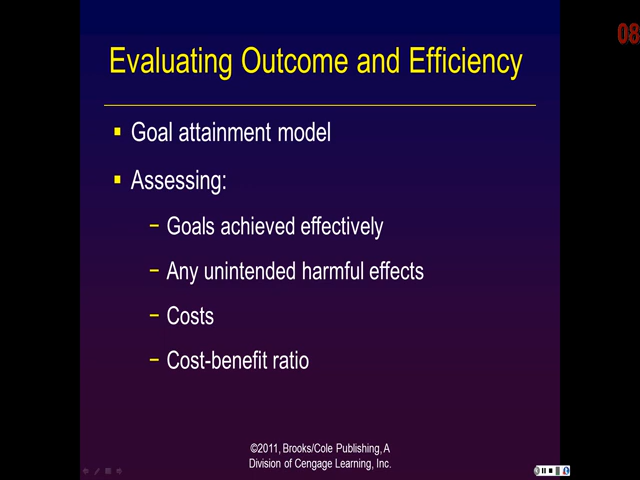 08
Evaluating Outcome and Efficiency
Goal attainment model
Assessing:
Goals achieved effectively
Any unintended harmful effects
Costs
Cost-benefit ratio
©2011, Brooks/Cole Publishing, A
Division of Cengage Learning, Inc.